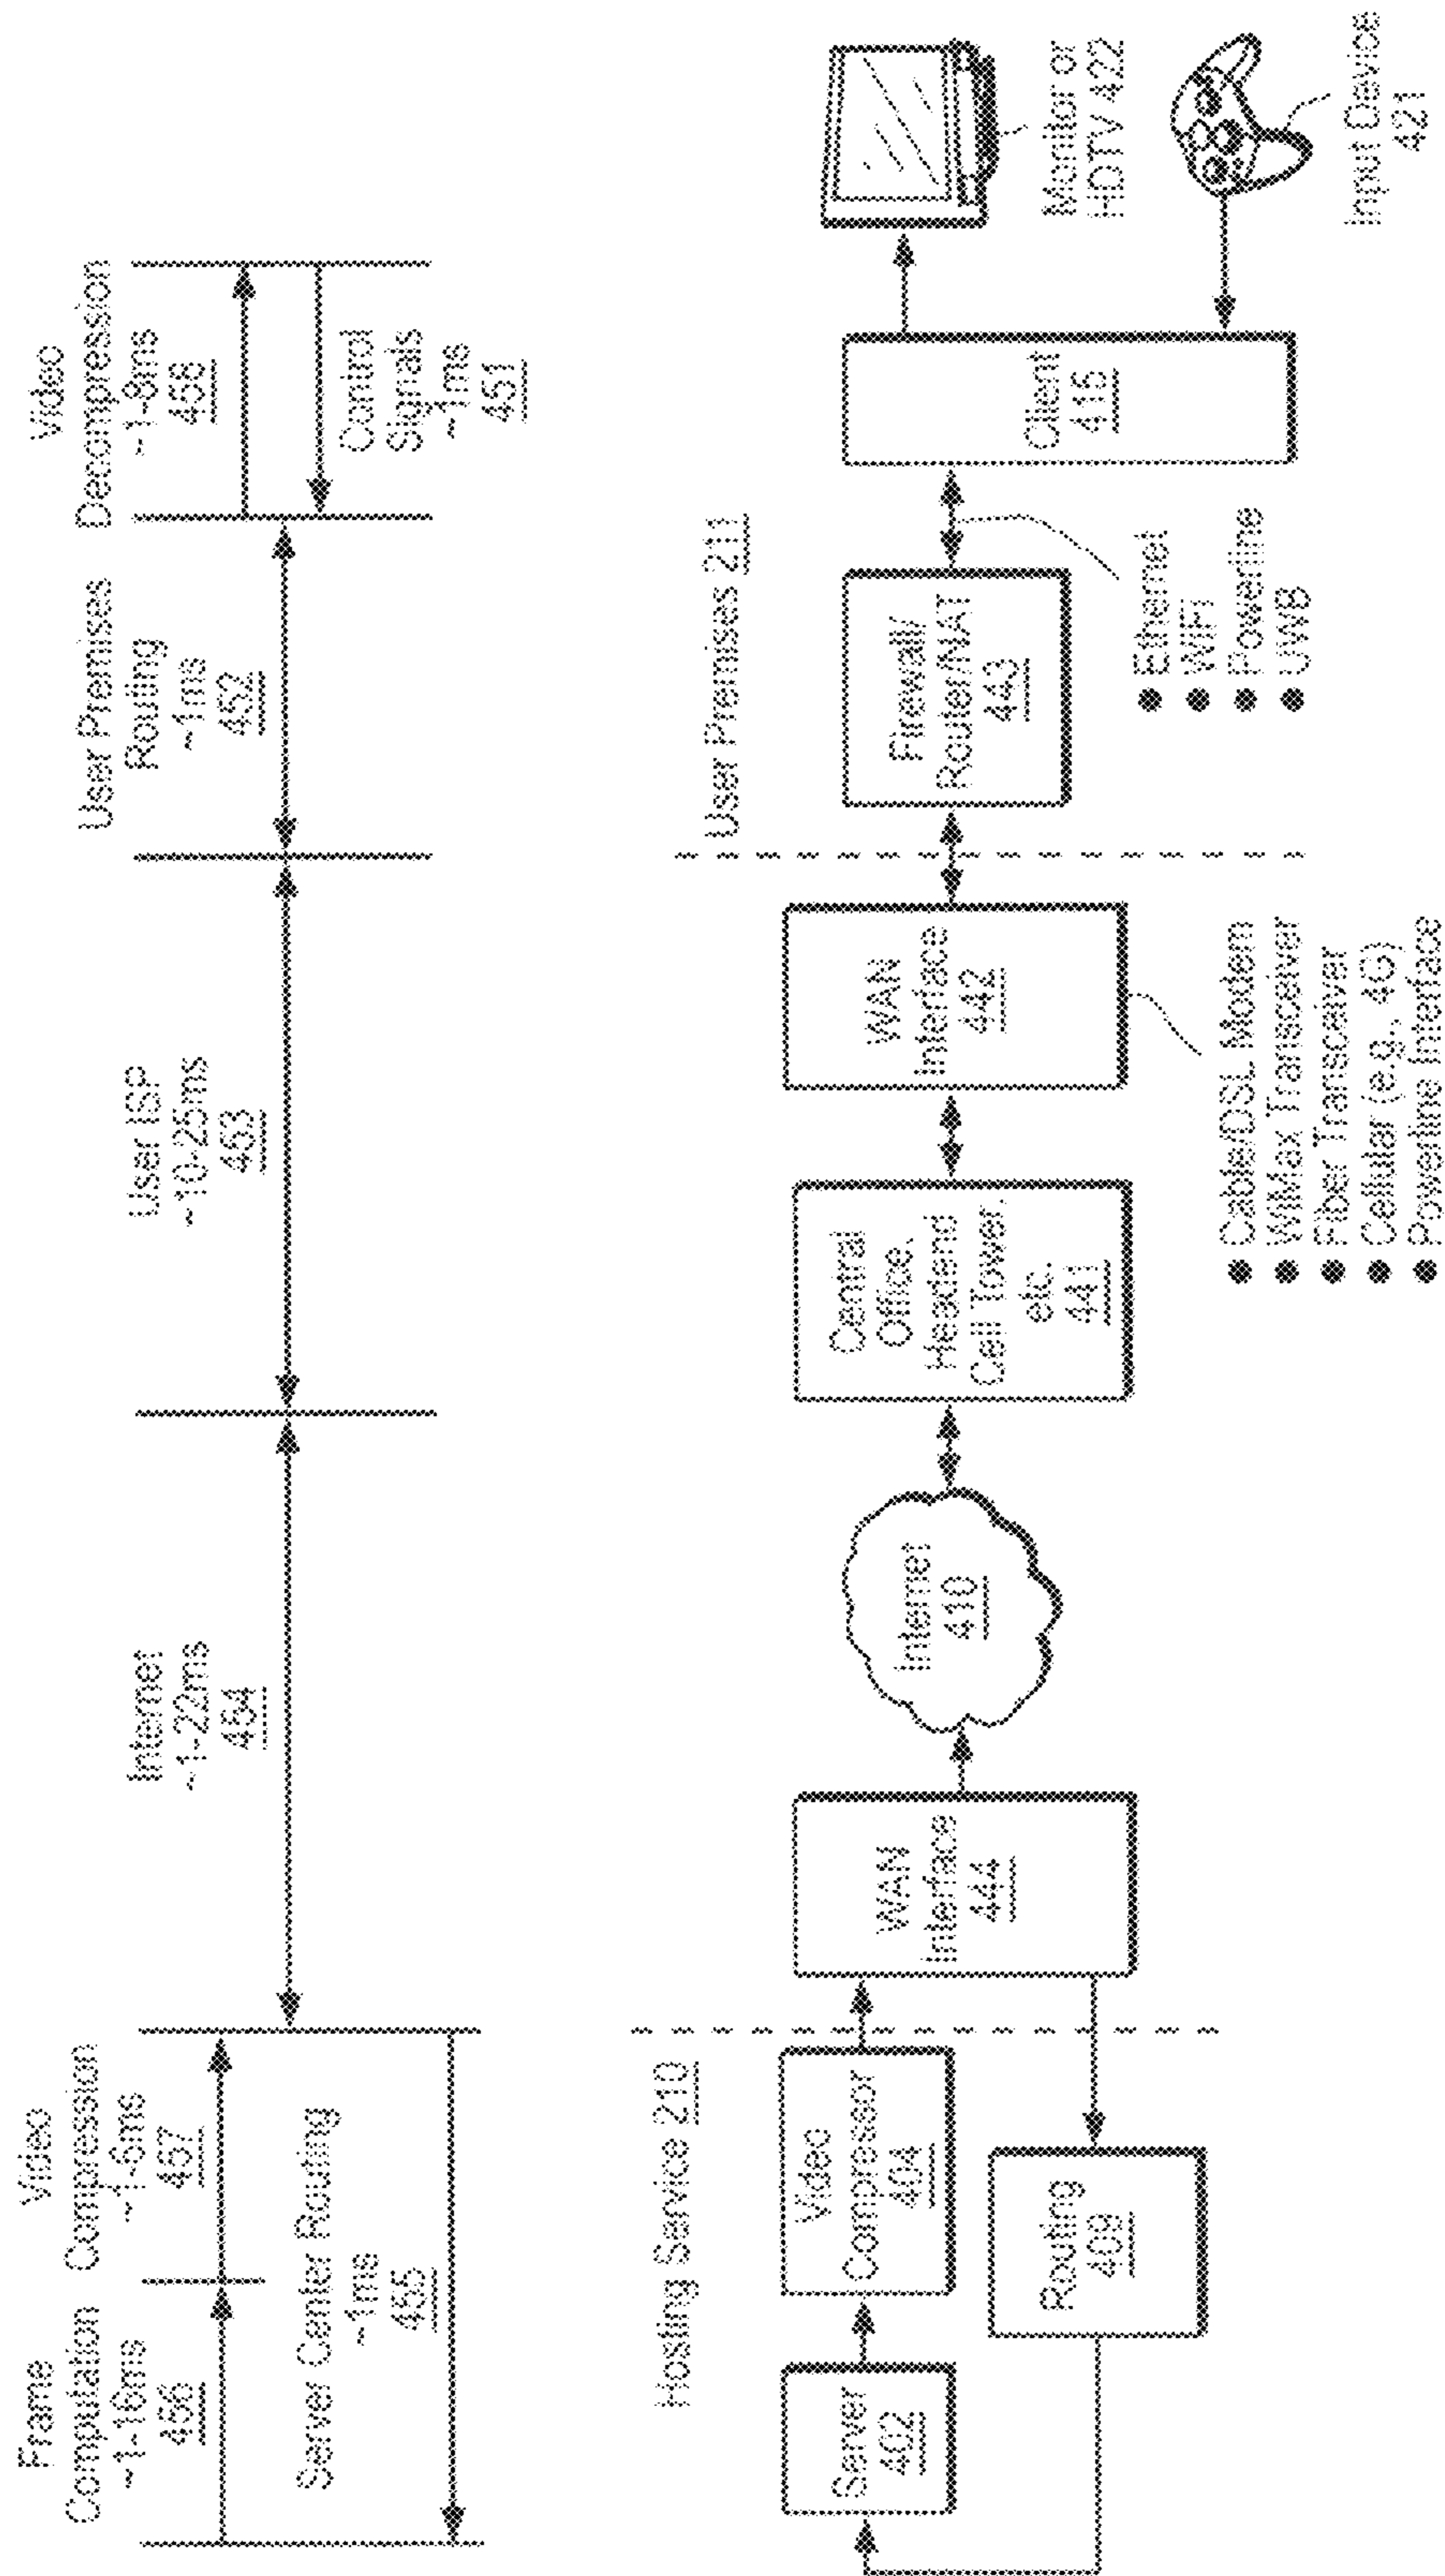 Frame
Computation
~1-16ms
456
Video
Compression
~1-6ms
457
Server Center Routing
~1ms
455
Internet
~1-22ms
454
User ISP
~10-25ms
453
User Premises
Routing
~1ms
452
Video
Decompression
~1-8ms
458
Control
Signals
~1ms
451
Hosting Service 210
Server
402
Video
Compressor
404
Routing
409
WAN
Interface
444
Internet
410
Central
Office,
Headend
Cell Tower,
etc.
441
WAN
Interface
442
● Cable/DSL Modem
● WiMax Transceiver
● Fiber Transceiver
● Cellular (e.g., 4G)
● Powerline Interface
User Premises 211
Firewall/
Router/NAT
443
● Ethernet
● WiFi
● Powerline
● UWB
Client
415
Monitor or
HDTV 422
Input Device
421